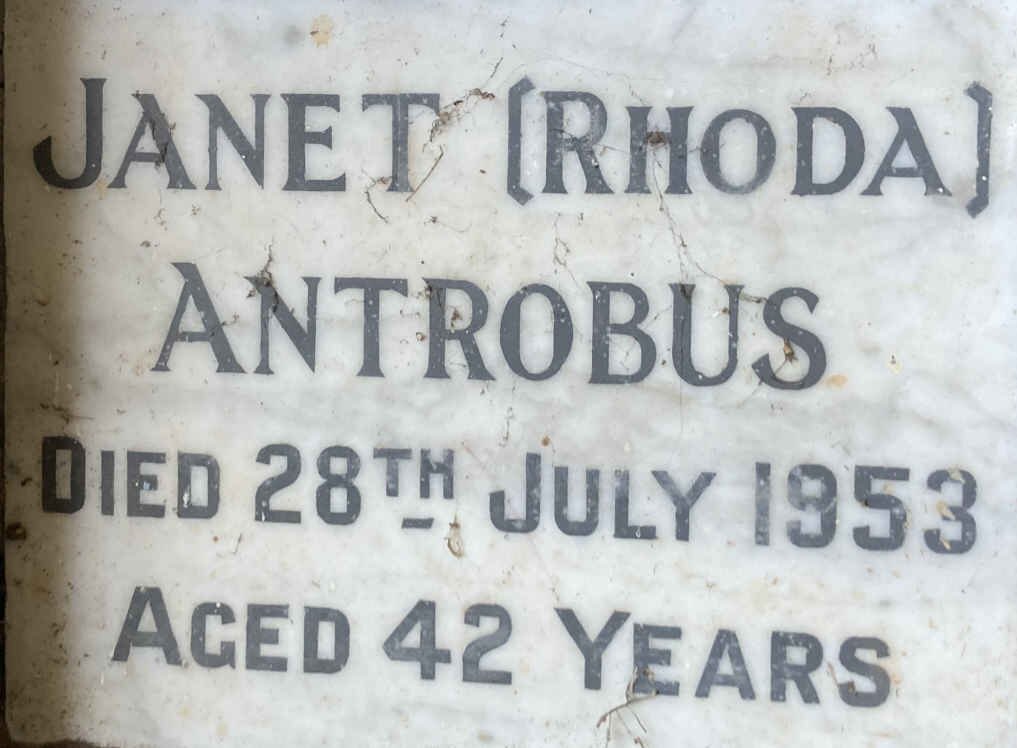 JANET (RHODA)
ANTROBUS
DIED 28TH JULY 1953
AGED 42 YEARS